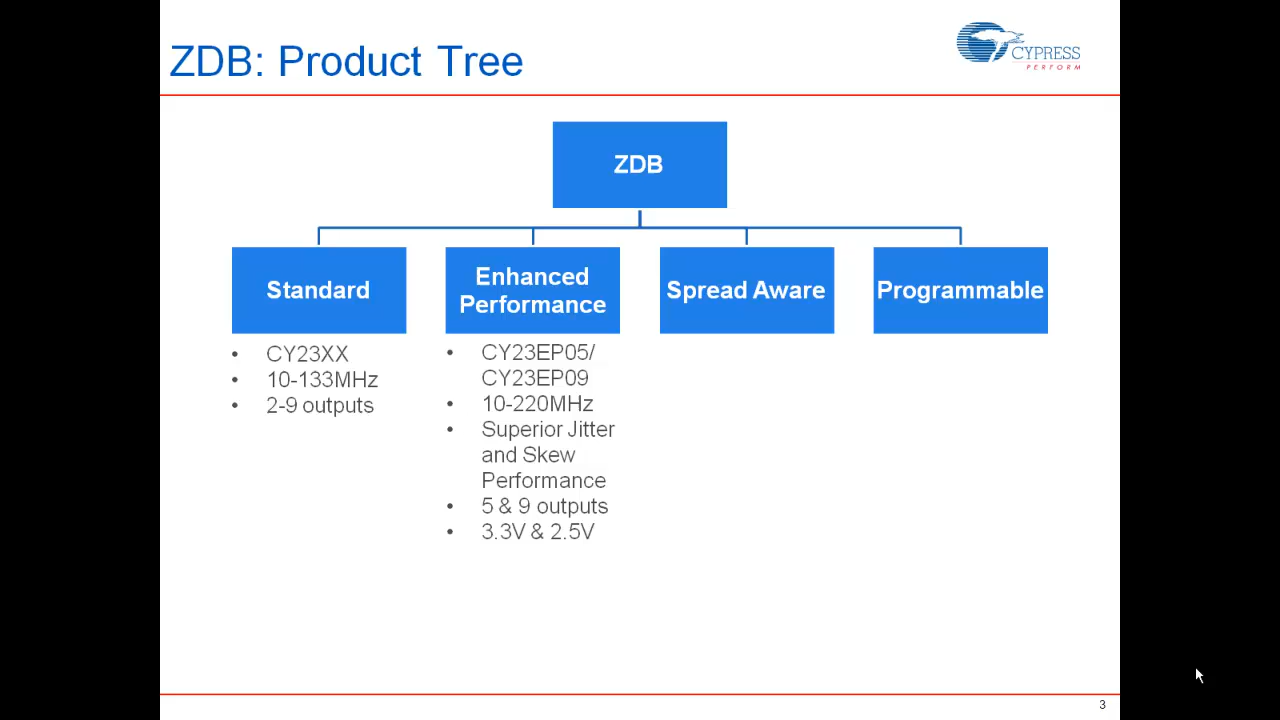 ZDB: Product Tree
CYPRESS
PERFORM
ZDB
Standard
Enhanced
Performance
Spread Aware
Programmable
• CY23XX
• 10-133MHz
• 2-9 outputs
• CY23EP05/
CY23EP09
• 10-220MHz
• Superior Jitter
and Skew
Performance
• 5 & 9 outputs
• 3.3V & 2.5V
3